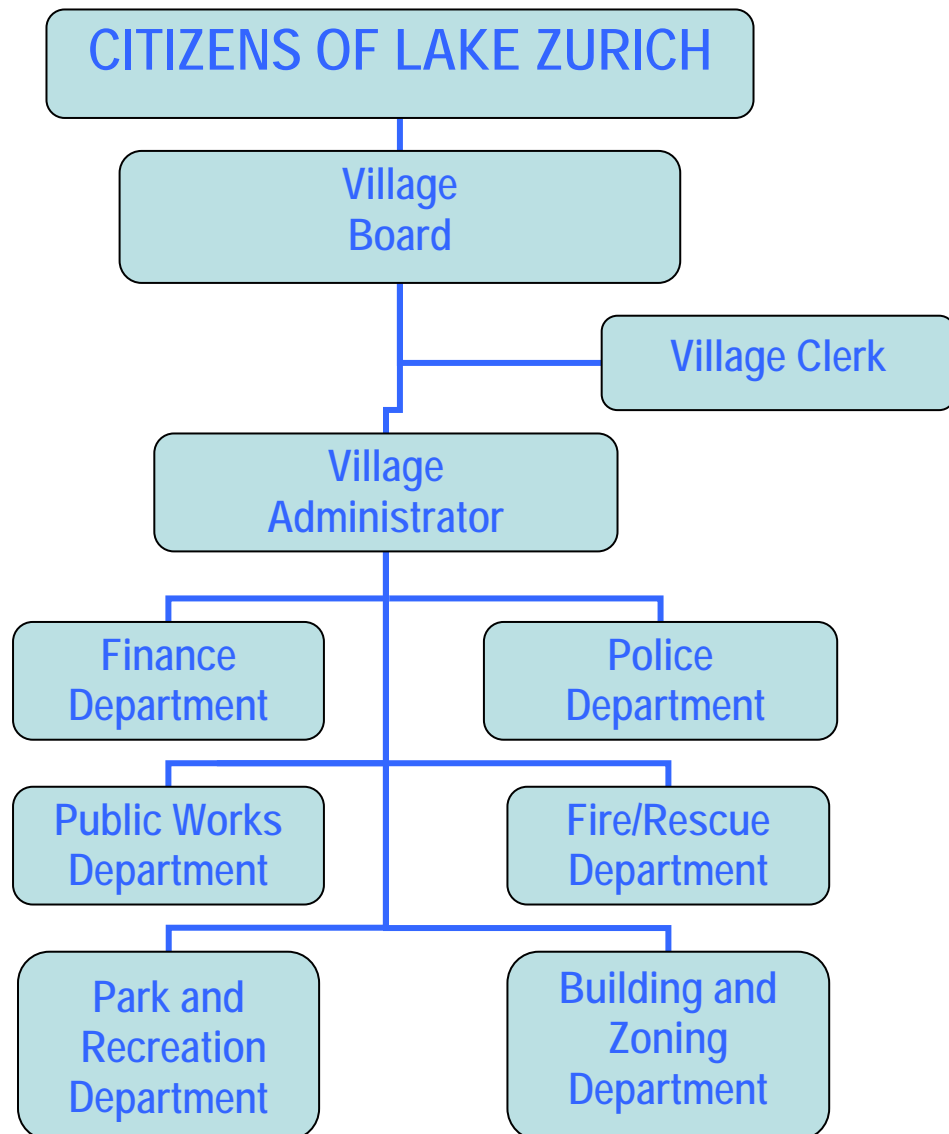 CITIZENS OF LAKE ZURICH
Village
Board
Village Clerk
Village
Administrator
Finance
Department
Police
Department
Public Works
Department
Fire/Rescue
Department
Park and
Recreation
Department
Building and
Zoning
Department